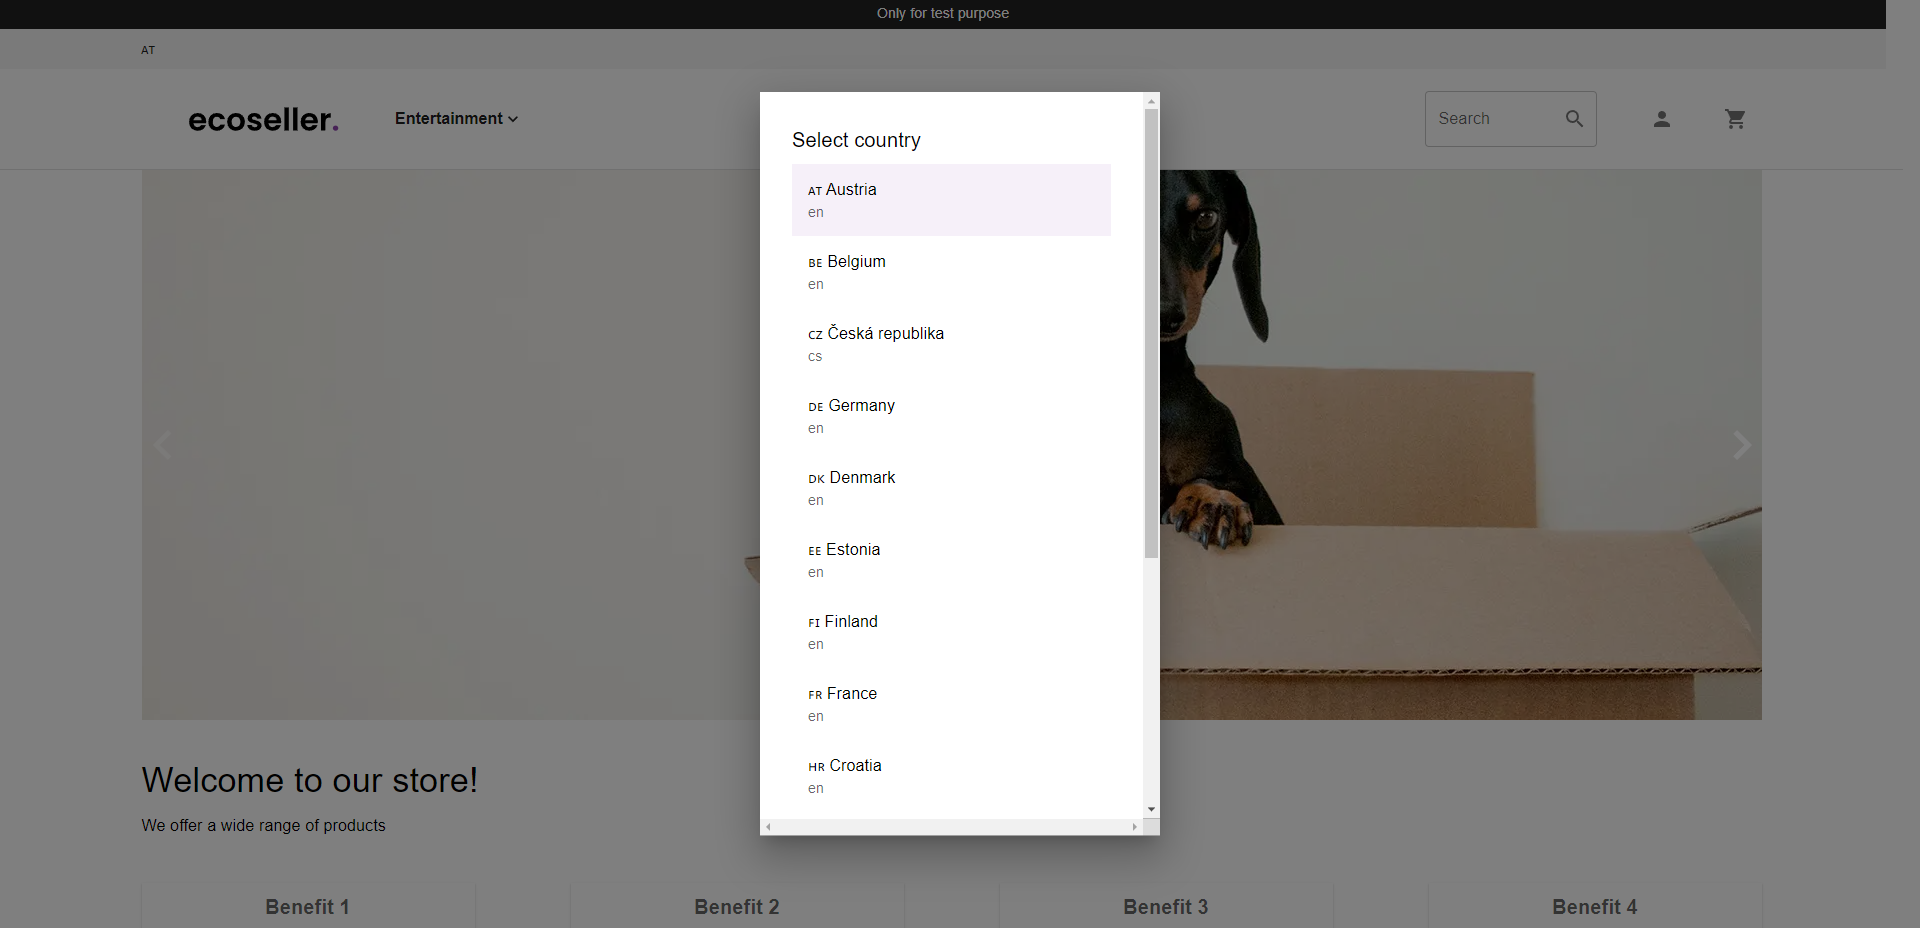 Only for test purpose
AT
ecoseller.
Entertainment
Search
Select country
AT Austria
en
BE Belgium
en
CZ Česká republika
cs
DE Germany
en
DK Denmark
en
EE Estonia
en
FI Finland
en
FR France
en
HR Croatia
en
Welcome to our store!
We offer a wide range of products
Benefit 1
Benefit 2
Benefit 3
Benefit 4